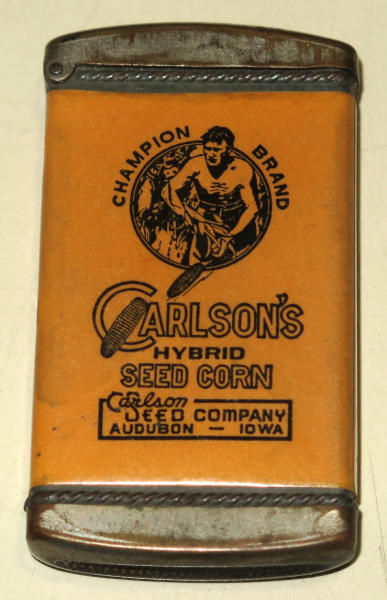 CHAMPION BRAND
CARLSON'S
HYBRID
SEED CORN
Carlson
SEED COMPANY
AUDUBON — IOWA